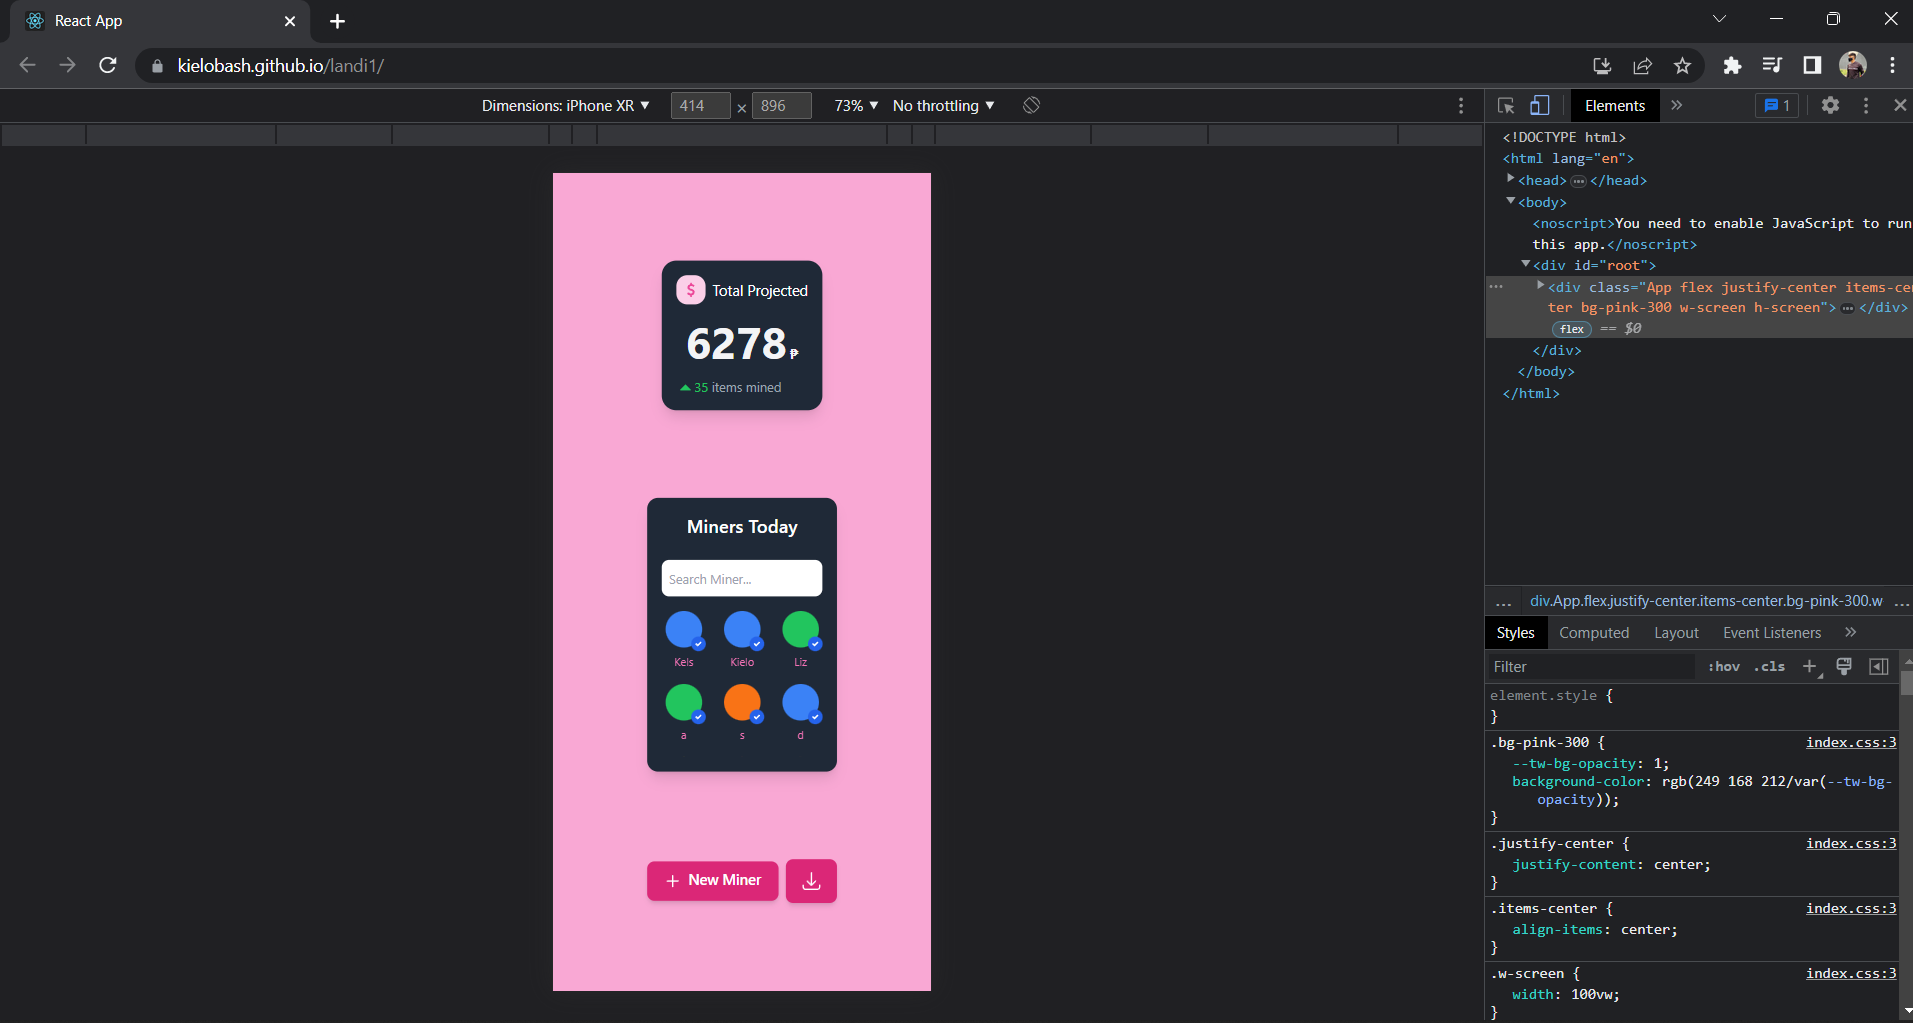 React App
kielobash.github.io/landi1/
Dimensions: iPhone XR ▼ 414 × 896 73% ▼ No throttling ▼
Elements » 1
<!DOCTYPE html>
<html lang="en">
<head>…</head>
<body>
<noscript>You need to enable JavaScript to run
this app.</noscript>
<div id="root">
<div class="App flex justify-center items-cen
ter bg-pink-300 w-screen h-screen">…</div>
flex == $0
</div>
</body>
</html>
$ Total Projected
6278₱
35 items mined
Miners Today
Search Miner...
Kels Kielo Liz
a s d
+ New Miner
... div.App.flex.justify-center.items-center.bg-pink-300.w ...
Styles Computed Layout Event Listeners »
Filter :hov .cls +
element.style {
}
.bg-pink-300 { index.css:3
--tw-bg-opacity: 1;
background-color: rgb(249 168 212/var(--tw-bg-
opacity));
}
.justify-center { index.css:3
justify-content: center;
}
.items-center { index.css:3
align-items: center;
}
.w-screen { index.css:3
width: 100vw;
}